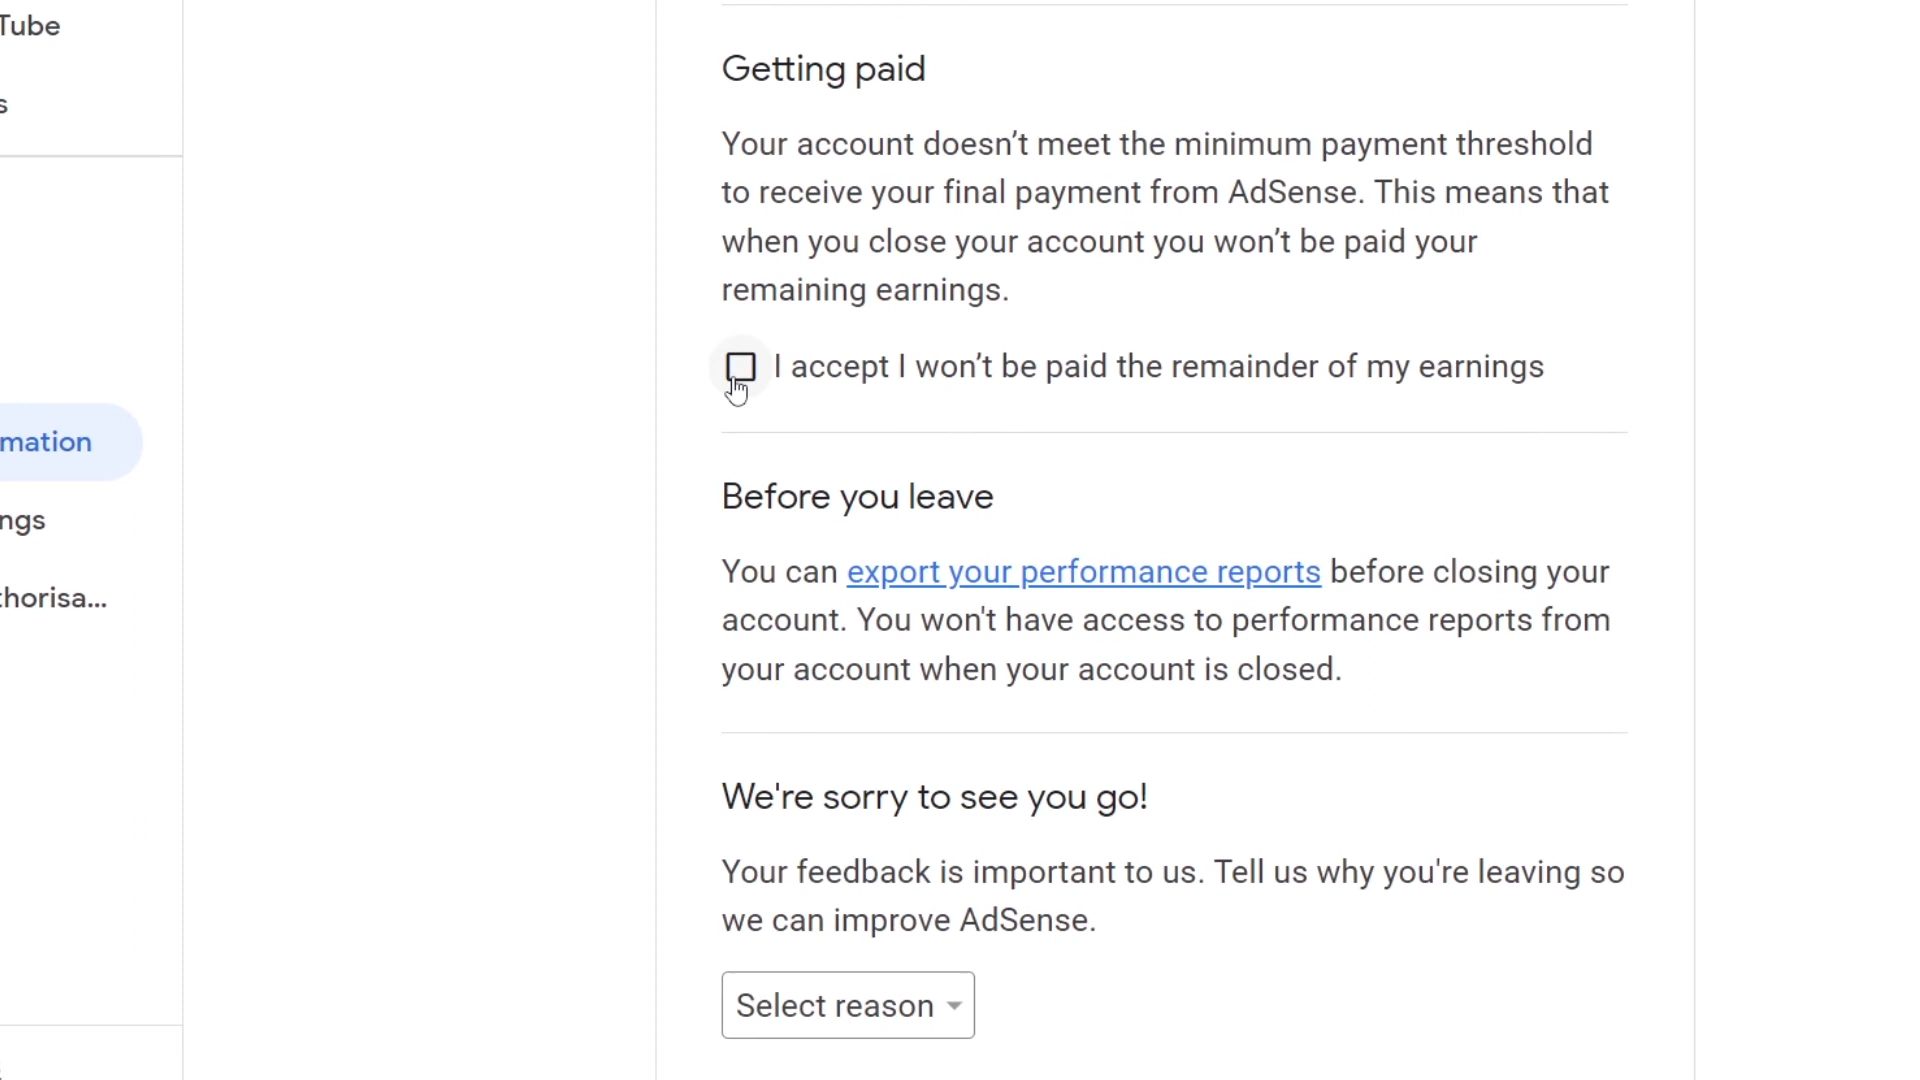 Tube
s
mation
ngs
thorisa...
Getting paid
Your account doesn’t meet the minimum payment threshold
to receive your final payment from AdSense. This means that
when you close your account you won’t be paid your
remaining earnings.
I accept I won’t be paid the remainder of my earnings
Before you leave
You can export your performance reports before closing your
account. You won't have access to performance reports from
your account when your account is closed.
We're sorry to see you go!
Your feedback is important to us. Tell us why you're leaving so
we can improve AdSense.
Select reason